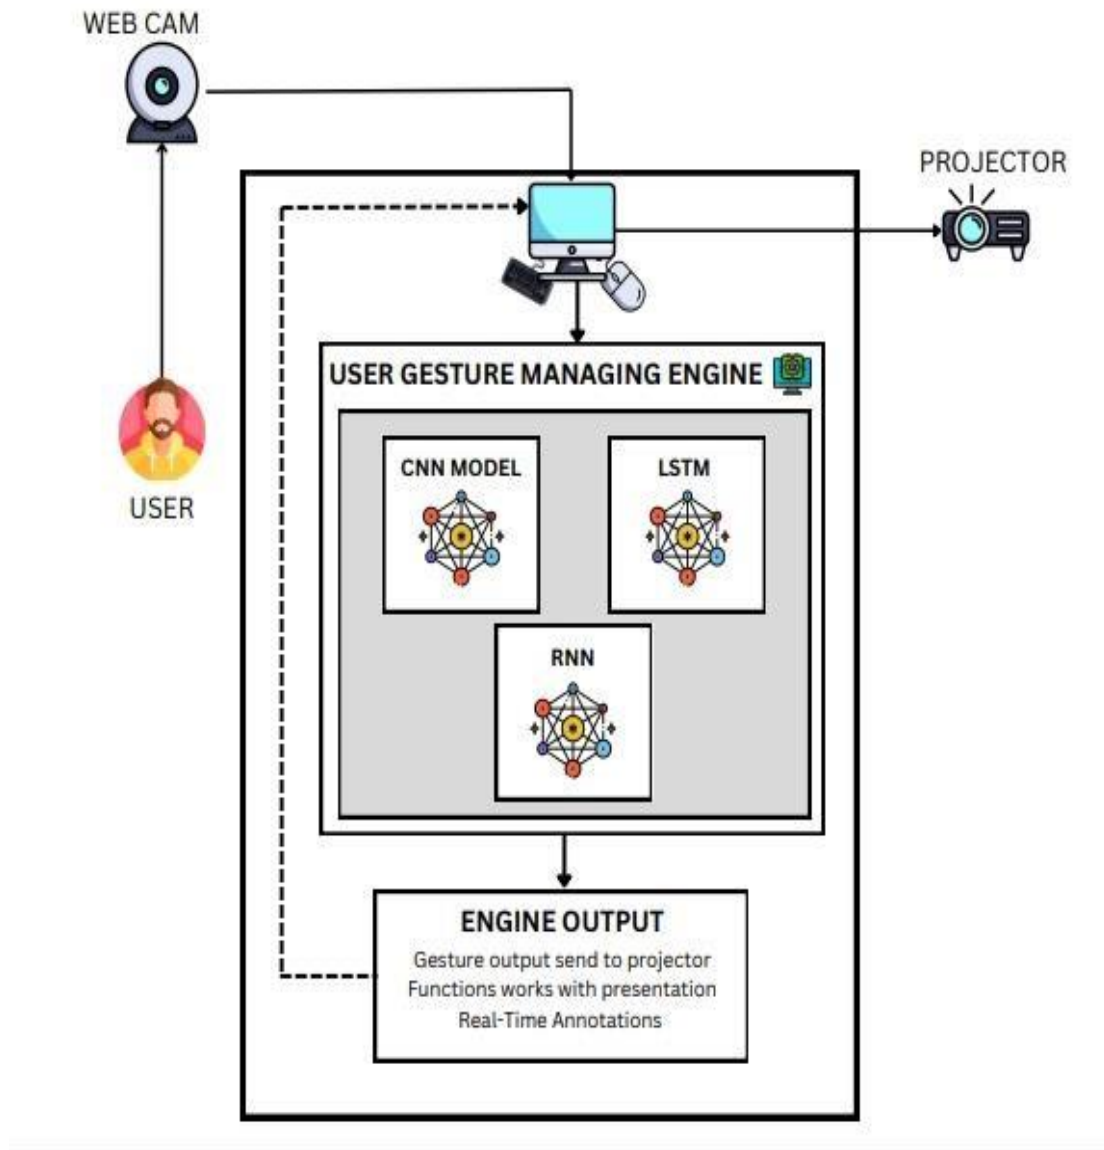 WEB CAM
PROJECTOR
USER GESTURE MANAGING ENGINE
CNN MODEL
LSTM
USER
RNN
ENGINE OUTPUT
Gesture output send to projector
Functions works with presentation
Real-Time Annotations